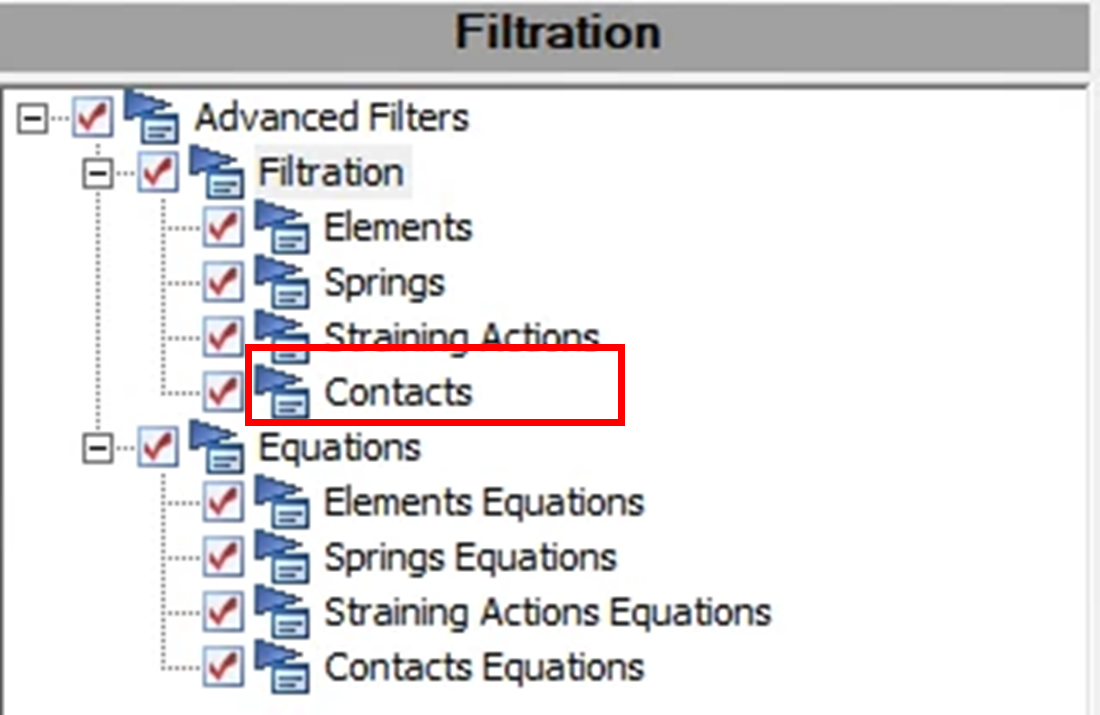 Filtration
Advanced Filters
Filtration
Elements
Springs
Straining Actions
Contacts
Equations
Elements Equations
Springs Equations
Straining Actions Equations
Contacts Equations